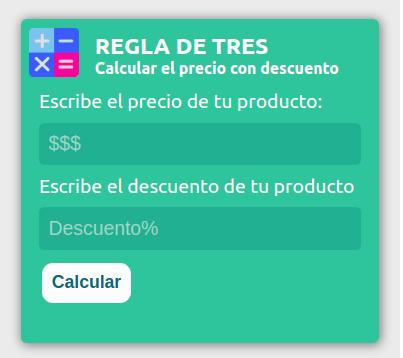 REGLA DE TRES
Calcular el precio con descuento
Escribe el precio de tu producto:
$$$
Escribe el descuento de tu producto
Descuento%
Calcular